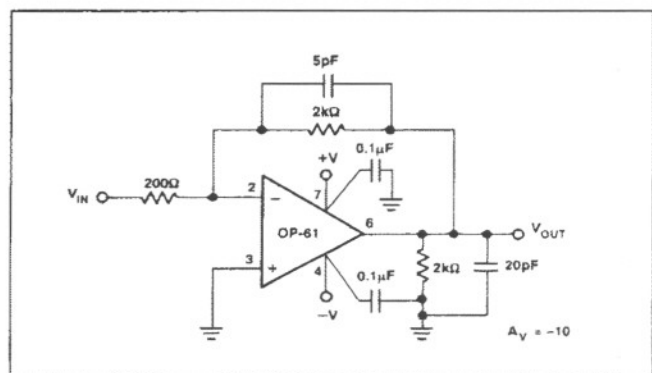 5pF
2kΩ
+V
0.1μF
V_IN
200Ω
2
−
7
OP-61
6
V_OUT
3
+
4
0.1μF
2kΩ
20pF
−V
A_V = −10